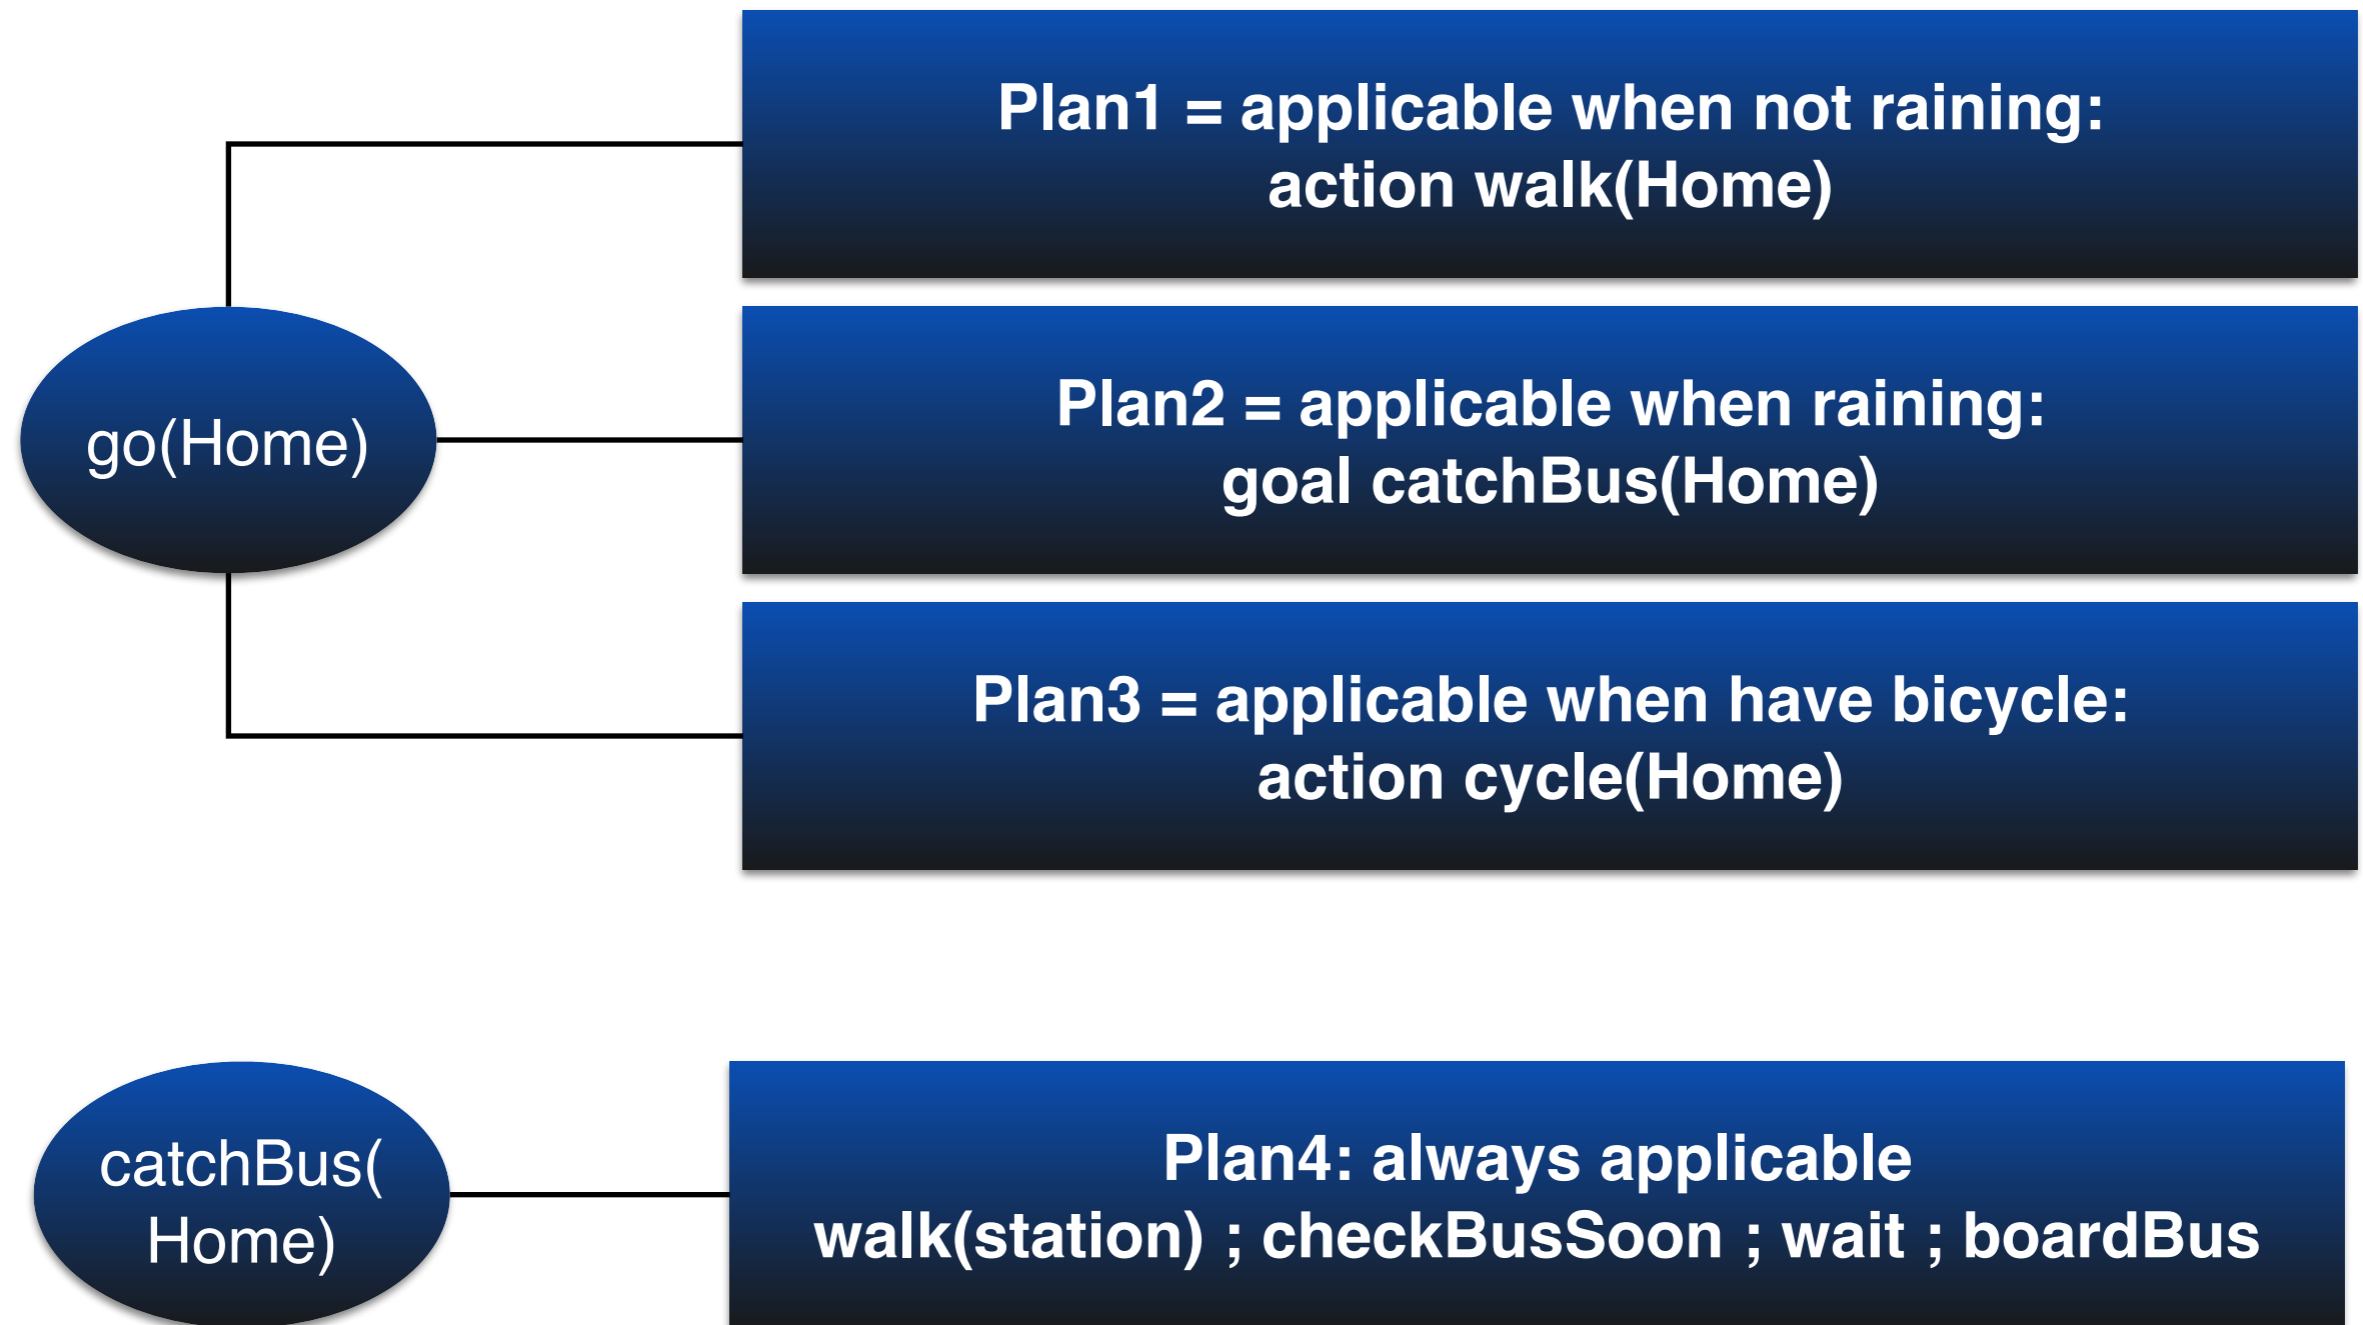 Plan1 = applicable when not raining:
action walk(Home)
go(Home)
Plan2 = applicable when raining:
goal catchBus(Home)
Plan3 = applicable when have bicycle:
action cycle(Home)
catchBus(
Home)
Plan4: always applicable
walk(station) ; checkBusSoon ; wait ; boardBus